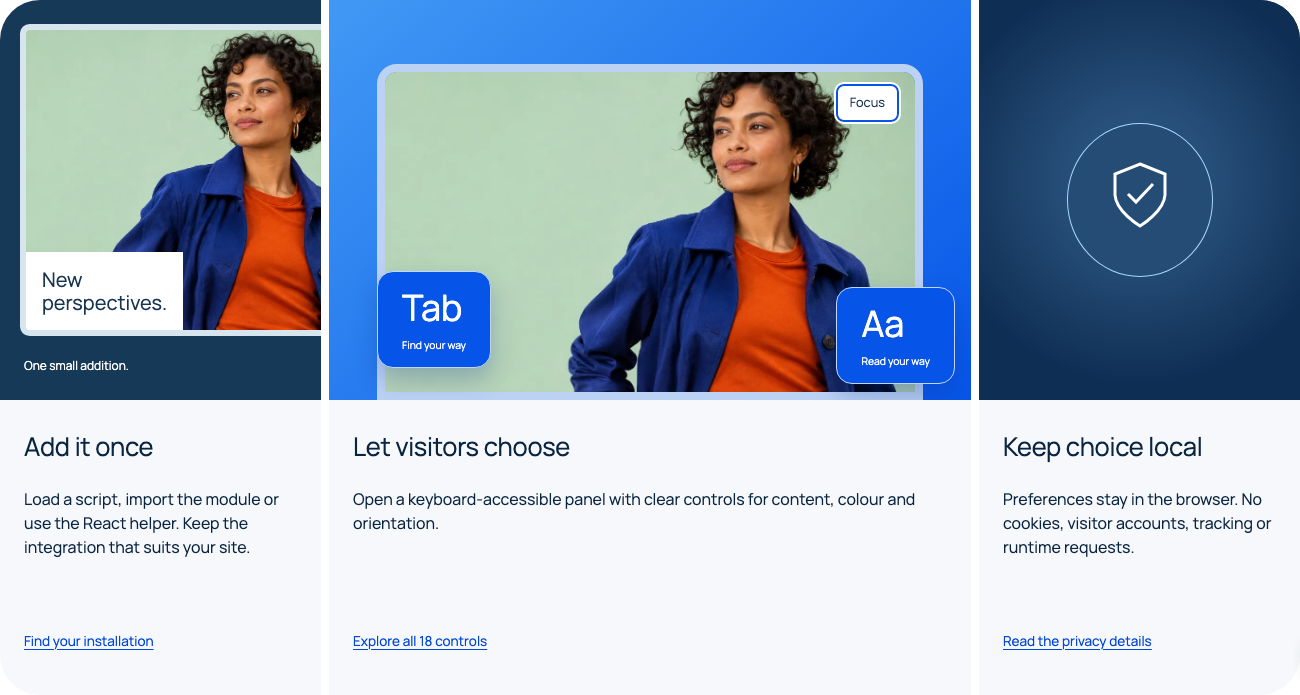 New
perspectives.
One small addition.
Add it once
Load a script, import the module or
use the React helper. Keep the
integration that suits your site.
Find your installation
Focus
Tab
Find your way
Aa
Read your way
Let visitors choose
Open a keyboard-accessible panel with clear controls for content, colour and
orientation.
Explore all 18 controls
Keep choice local
Preferences stay in the browser. No
cookies, visitor accounts, tracking or
runtime requests.
Read the privacy details